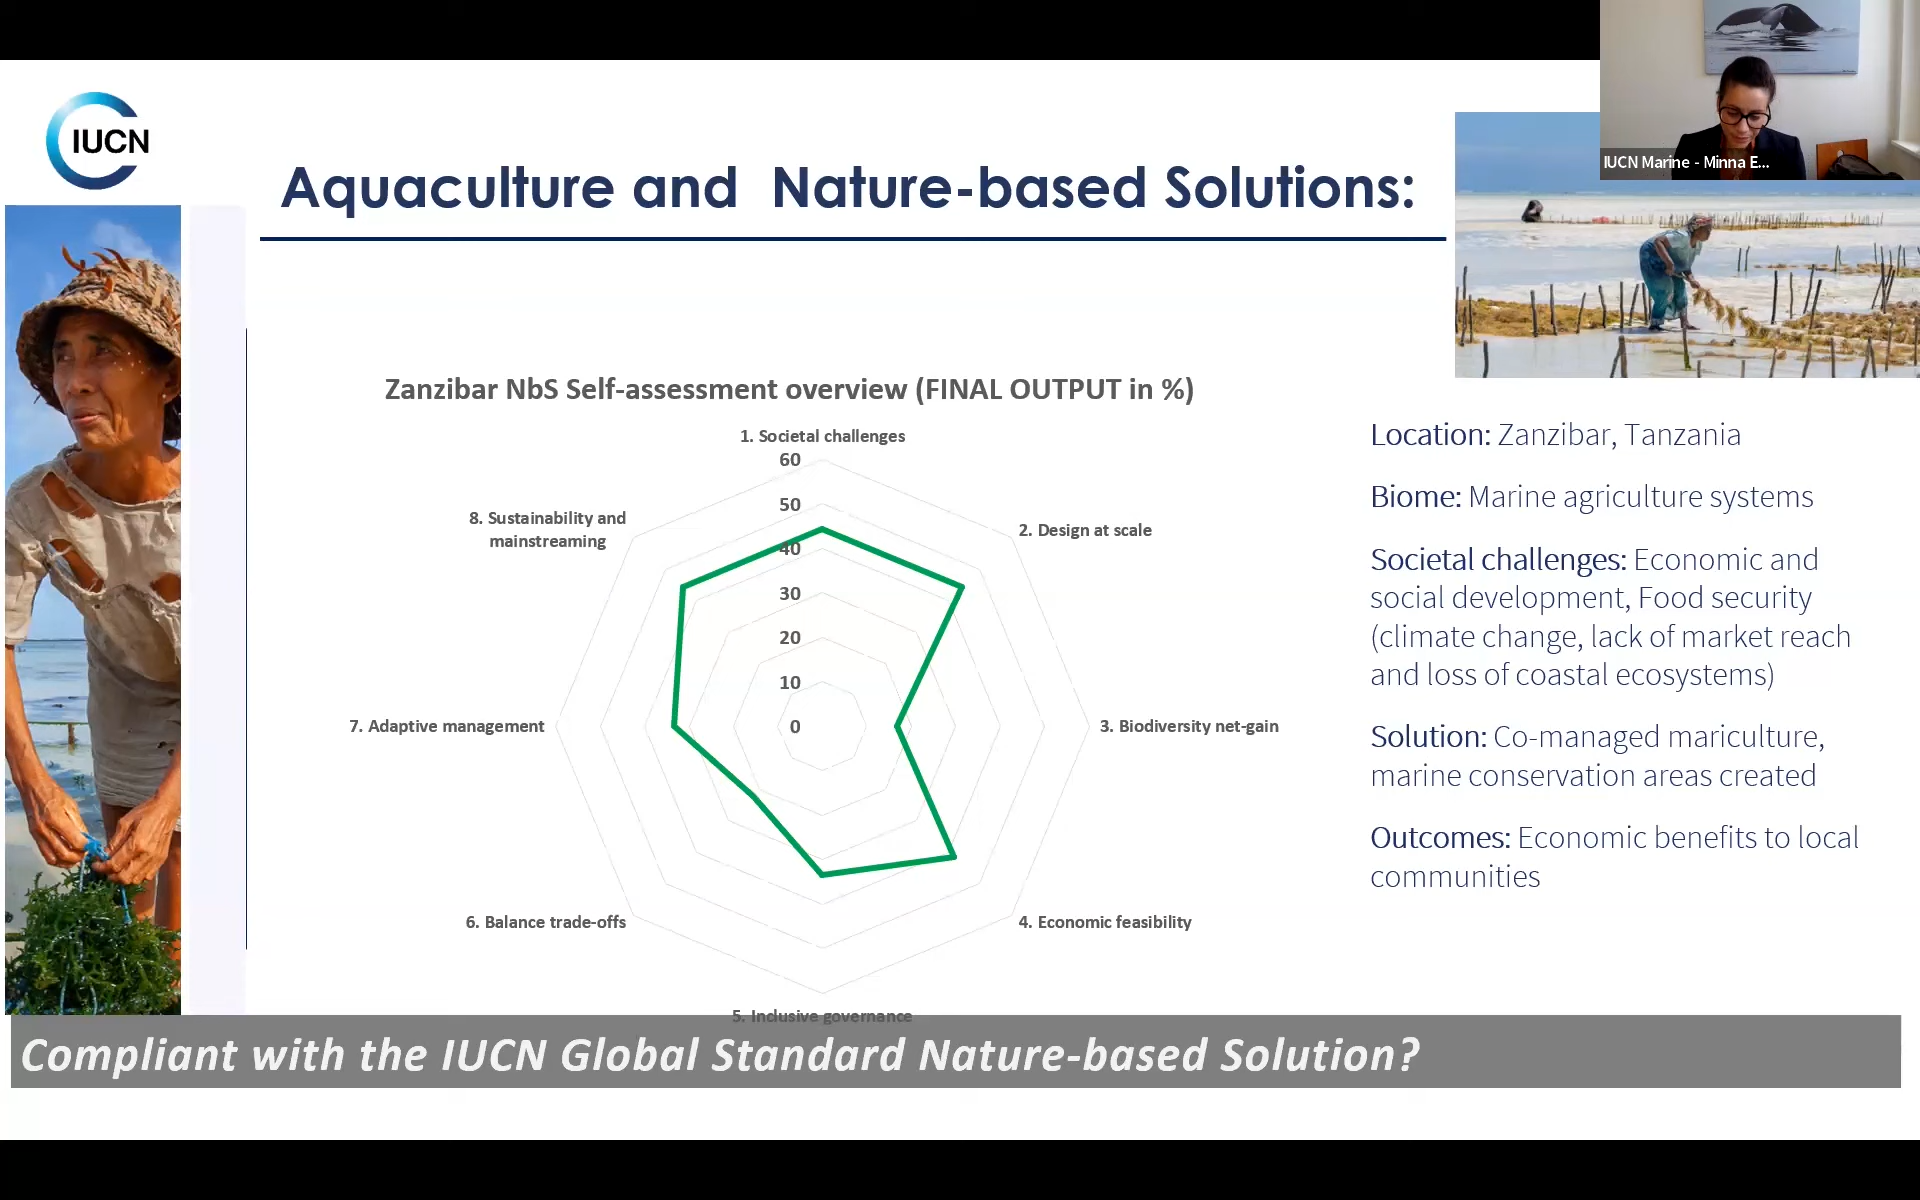 IUCN
Aquaculture and Nature-based Solutions:
IUCN Marine - Minna E...
Zanzibar NbS Self-assessment overview (FINAL OUTPUT in %)
1. Societal challenges
60
50
40
30
20
10
0
2. Design at scale
3. Biodiversity net-gain
4. Economic feasibility
5. Inclusive governance
6. Balance trade-offs
7. Adaptive management
8. Sustainability and
mainstreaming
Location: Zanzibar, Tanzania
Biome: Marine agriculture systems
Societal challenges: Economic and
social development, Food security
(climate change, lack of market reach
and loss of coastal ecosystems)
Solution: Co-managed mariculture,
marine conservation areas created
Outcomes: Economic benefits to local
communities
Compliant with the IUCN Global Standard Nature-based Solution?